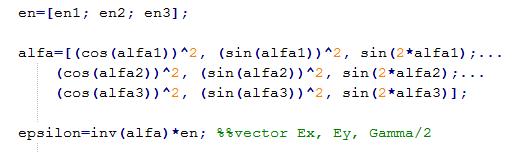 en=[en1; en2; en3];
alfa=[(cos(alfa1))^2, (sin(alfa1))^2, sin(2*alfa1);...
(cos(alfa2))^2, (sin(alfa2))^2, sin(2*alfa2);...
(cos(alfa3))^2, (sin(alfa3))^2, sin(2*alfa3)];
epsilon=inv(alfa)*en; %%vector Ex, Ey, Gamma/2